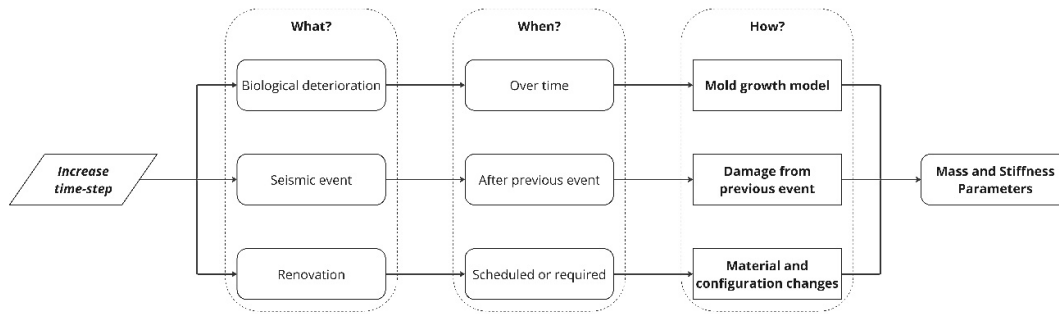 What?
When?
How?
Biological deterioration
Over time
Mold growth model
Increase
time-step
Seismic event
After previous event
Damage from
previous event
Mass and Stiffness
Parameters
Renovation
Scheduled or required
Material and
configuration changes